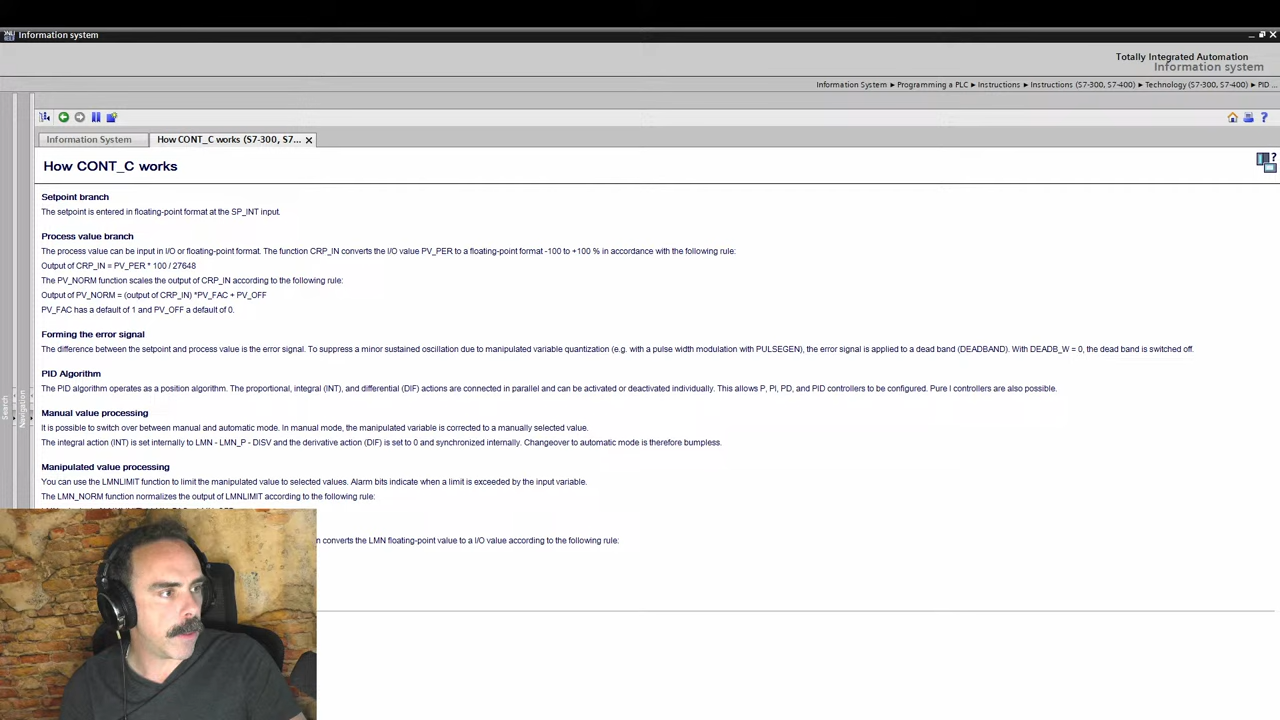 Information system
Totally Integrated Automation
Information system
Information System ▸ Programming a PLC ▸ Instructions ▸ Instructions (S7-300, S7-400) ▸ Technology (S7-300, S7-400) ▸ PID ...
Information System
How CONT_C works (S7-300, S7...
How CONT_C works
Setpoint branch
The setpoint is entered in floating-point format at the SP_INT input.
Process value branch
The process value can be input in I/O or floating-point format. The function CRP_IN converts the I/O value PV_PER to a floating-point format -100 to +100 % in accordance with the following rule:
Output of CRP_IN = PV_PER * 100 / 27648
The PV_NORM function scales the output of CRP_IN according to the following rule:
Output of PV_NORM = (output of CRP_IN) *PV_FAC + PV_OFF
PV_FAC has a default of 1 and PV_OFF a default of 0.
Forming the error signal
The difference between the setpoint and process value is the error signal. To suppress a minor sustained oscillation due to manipulated variable quantization (e.g. with a pulse width modulation with PULSEGEN), the error signal is applied to a dead band (DEADBAND). With DEADB_W = 0, the dead band is switched off.
PID Algorithm
The PID algorithm operates as a position algorithm. The proportional, integral (INT), and differential (DIF) actions are connected in parallel and can be activated or deactivated individually. This allows P, PI, PD, and PID controllers to be configured. Pure I controllers are also possible.
Manual value processing
It is possible to switch over between manual and automatic mode. In manual mode, the manipulated variable is corrected to a manually selected value.
The integral action (INT) is set internally to LMN - LMN_P - DISV and the derivative action (DIF) is set to 0 and synchronized internally. Changeover to automatic mode is therefore bumpless.
Manipulated value processing
You can use the LMNLIMIT function to limit the manipulated value to selected values. Alarm bits indicate when a limit is exceeded by the input variable.
The LMN_NORM function normalizes the output of LMNLIMIT according to the following rule:
converts the LMN floating-point value to a I/O value according to the following rule:
Search
Navigation